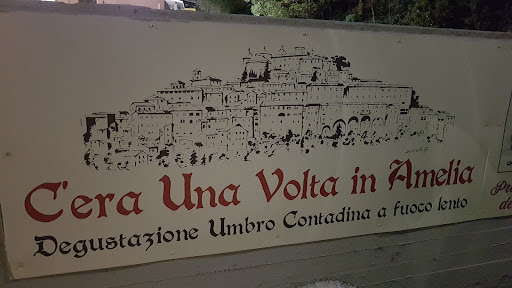 C'era Una Volta in Amelia
Degustazione Umbro Contadina a fuoco lento